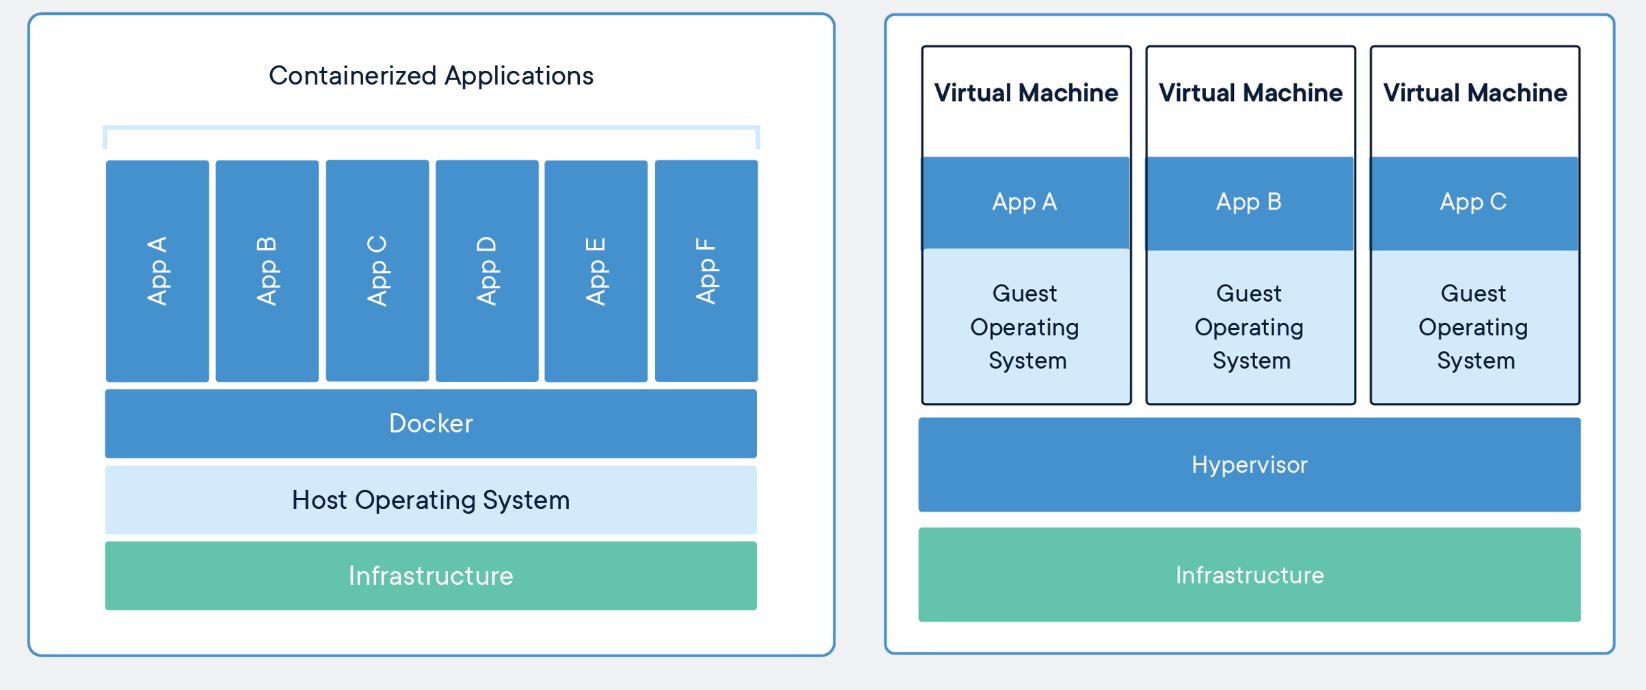 Containerized Applications
App A
App B
App C
App D
App E
App F
Docker
Host Operating System
Infrastructure
Virtual Machine
App A
Guest
Operating
System
Virtual Machine
App B
Guest
Operating
System
Virtual Machine
App C
Guest
Operating
System
Hypervisor
Infrastructure